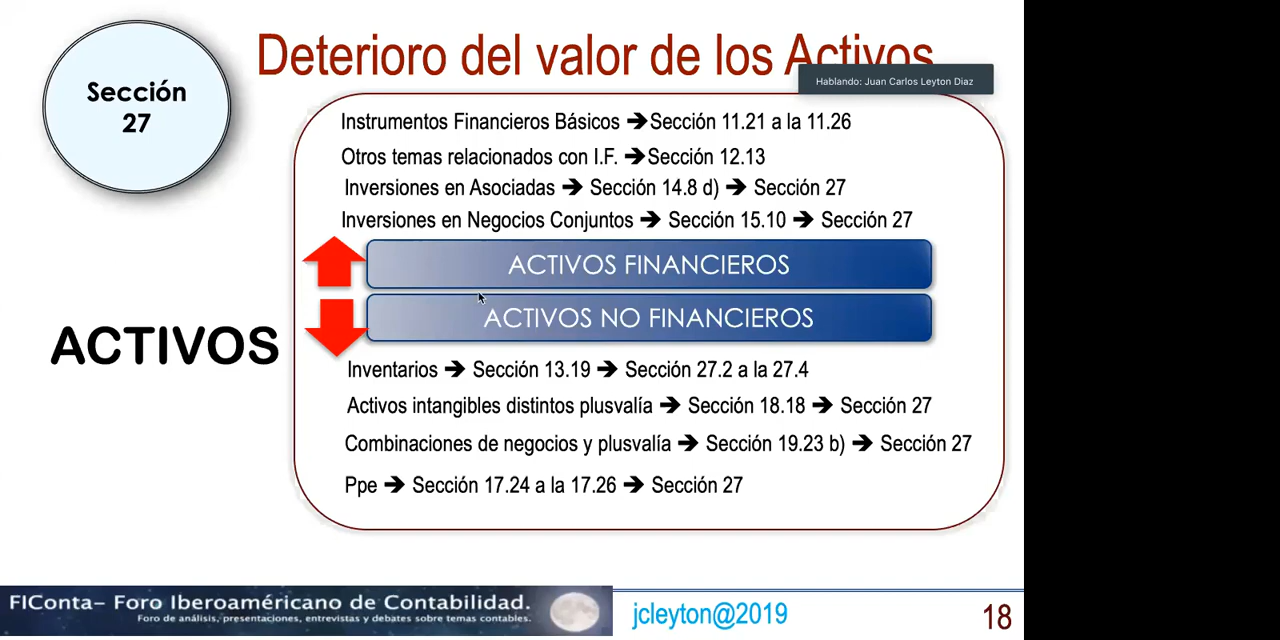 Sección
27
Deterioro del valor de los Activos
Hablando: Juan Carlos Leyton Diaz
Instrumentos Financieros Básicos ➔Sección 11.21 a la 11.26
Otros temas relacionados con I.F. ➔Sección 12.13
Inversiones en Asociadas ➔ Sección 14.8 d) ➔ Sección 27
Inversiones en Negocios Conjuntos ➔ Sección 15.10 ➔ Sección 27
ACTIVOS FINANCIEROS
ACTIVOS NO FINANCIEROS
ACTIVOS
Inventarios ➔ Sección 13.19 ➔ Sección 27.2 a la 27.4
Activos intangibles distintos plusvalía ➔ Sección 18.18 ➔ Sección 27
Combinaciones de negocios y plusvalía ➔ Sección 19.23 b) ➔ Sección 27
Ppe ➔ Sección 17.24 a la 17.26 ➔ Sección 27
FIConta– Foro Iberoaméricano de Contabilidad.
Foro de análisis, presentaciones, entrevistas y debates sobre temas contables.
jcleyton@2019
18